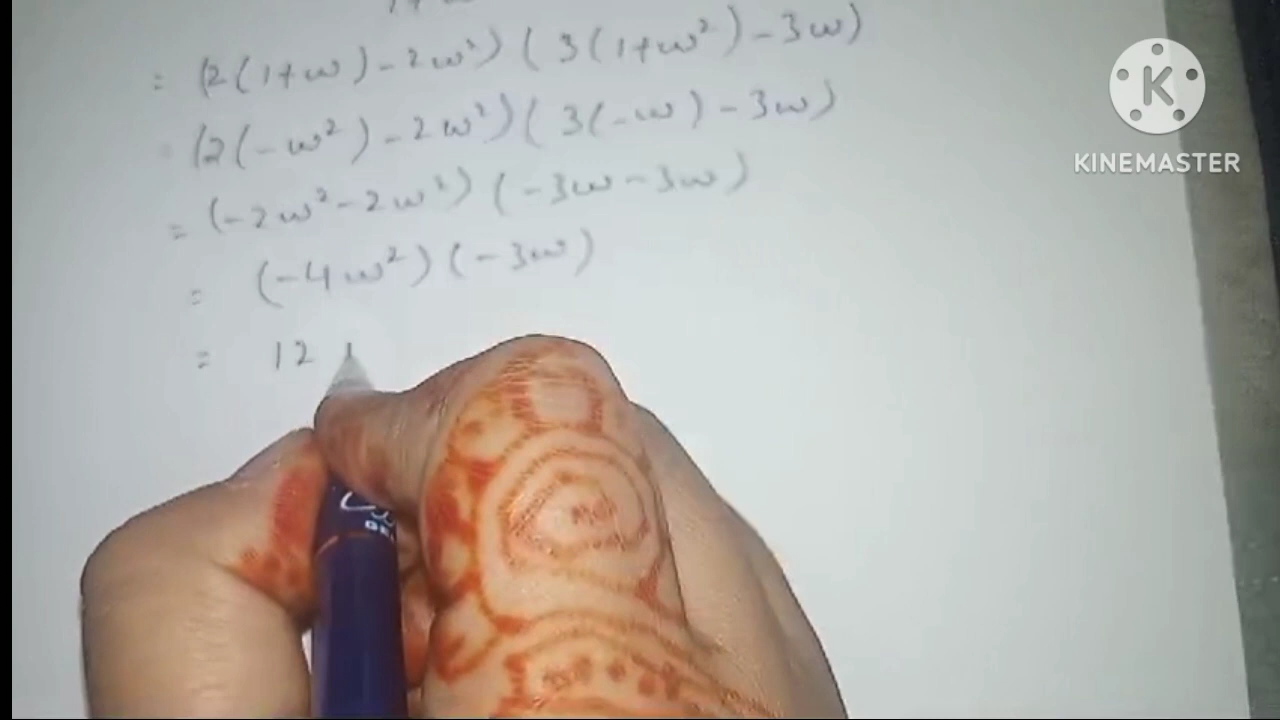 = (2(1+ω)-2ω²) (3(1+ω²)-3ω)
(2(-ω²)-2ω²) (3(-ω)-3ω)
= (-2ω²-2ω²) (-3ω-3ω)
= (-4ω²) (-3ω)
= 12
K
KINEMASTER